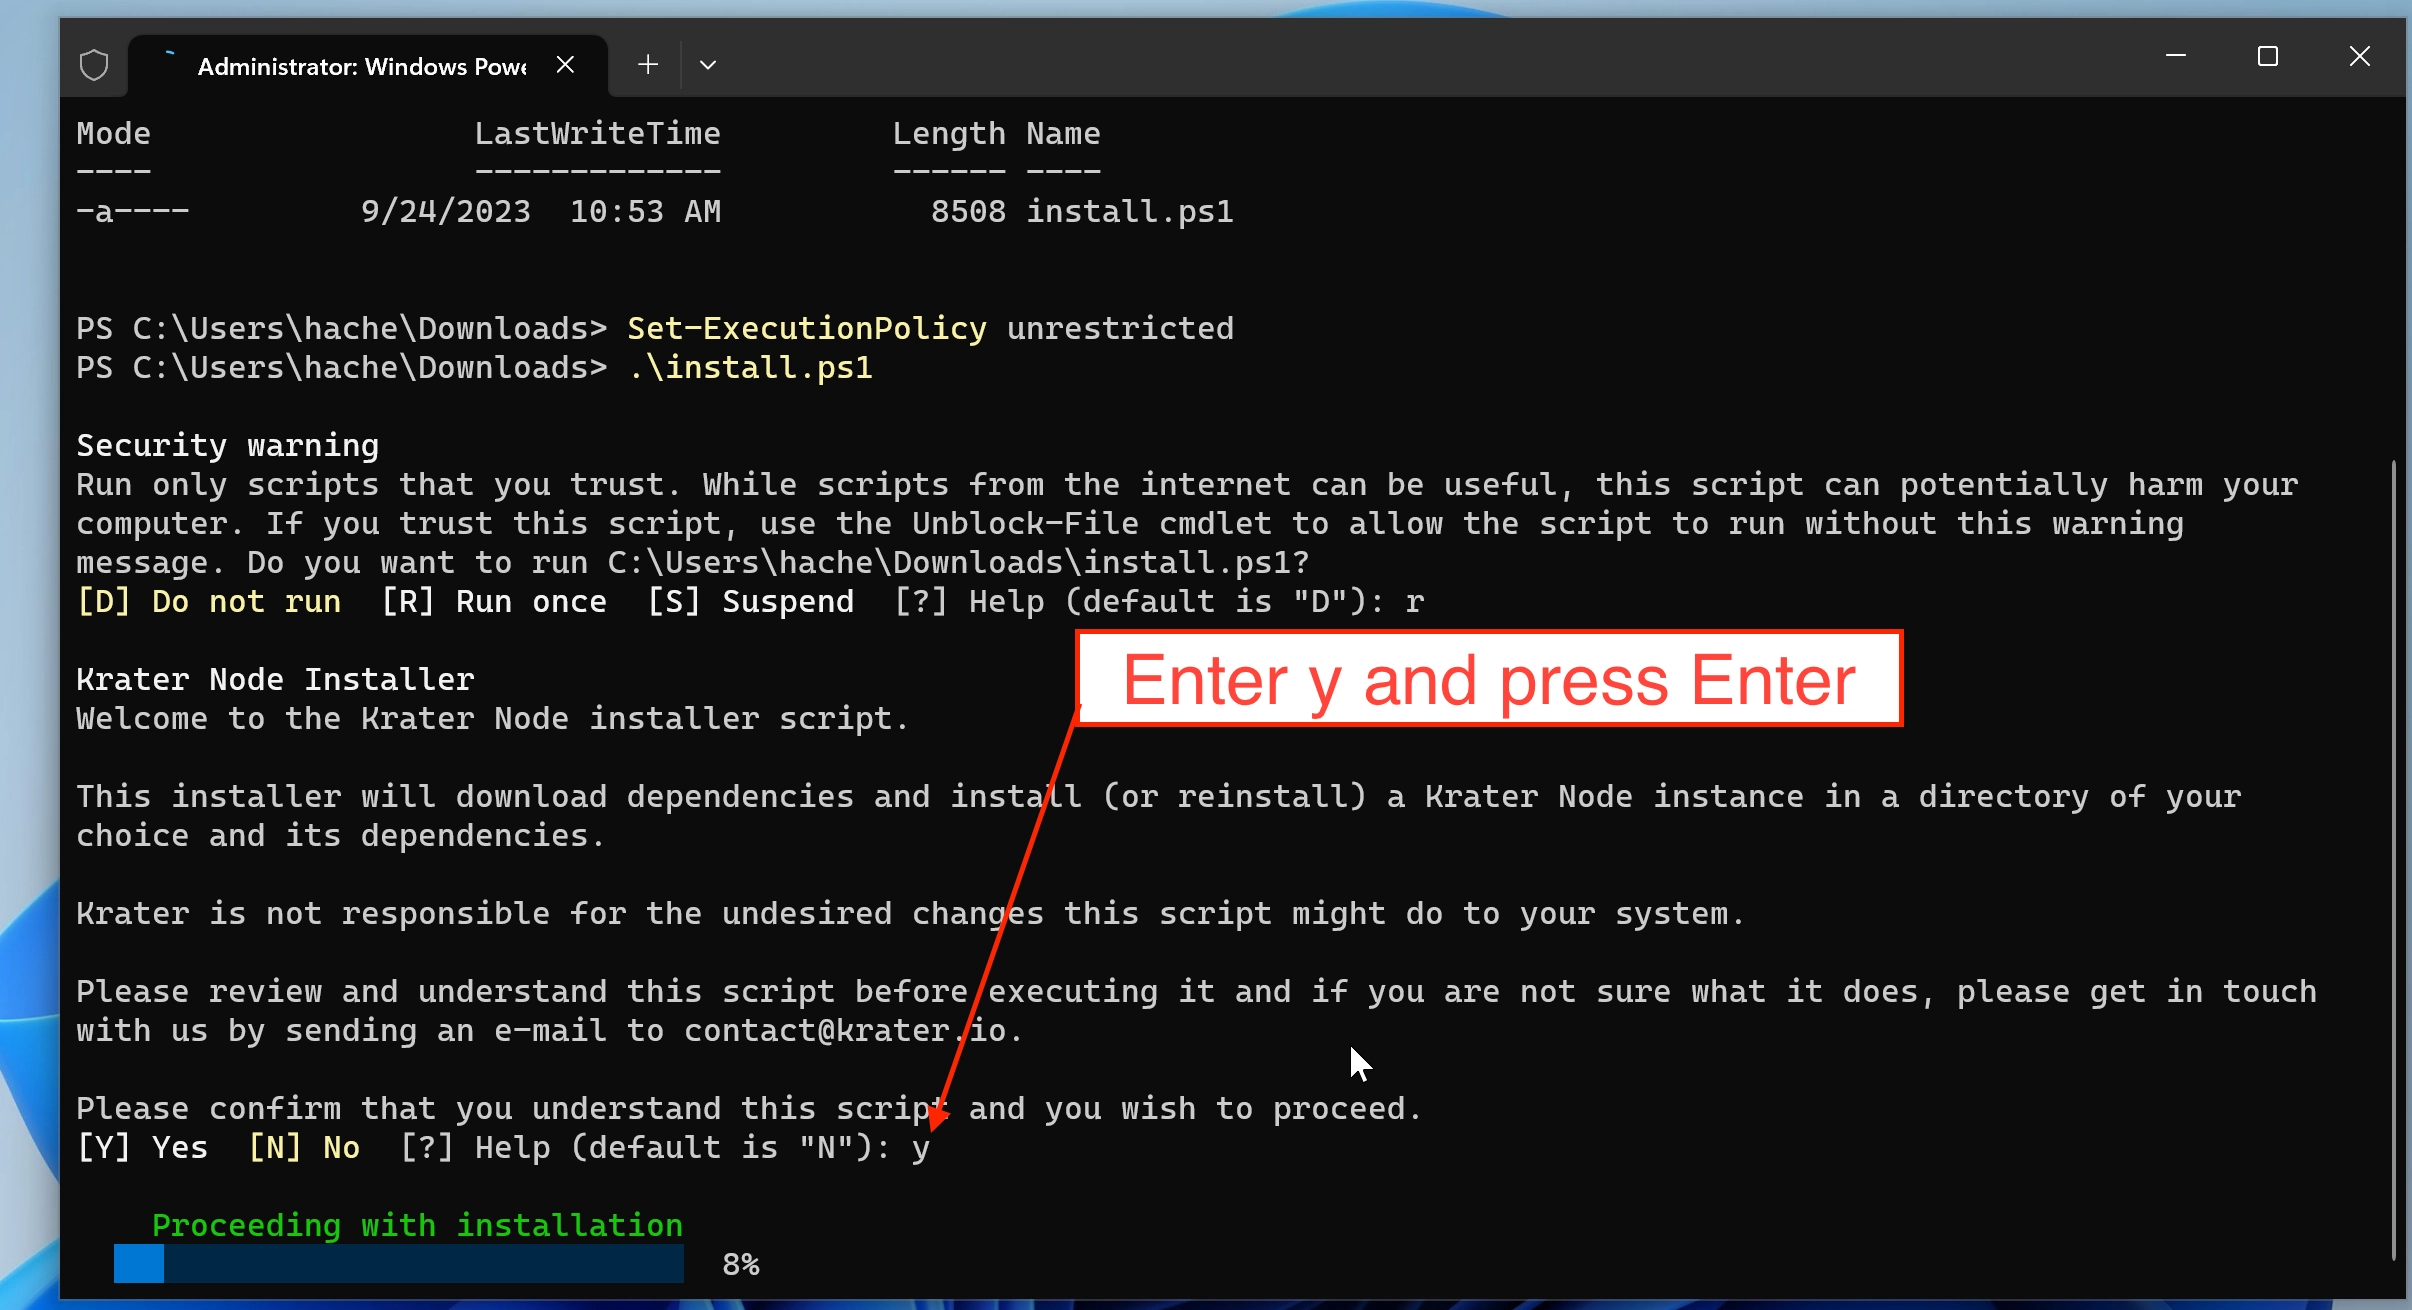 Administrator: Windows Powe
Mode                 LastWriteTime         Length Name
----                 -------------         ------ ----
-a----         9/24/2023  10:53 AM           8508 install.ps1
PS C:\Users\hache\Downloads> Set-ExecutionPolicy unrestricted
PS C:\Users\hache\Downloads> .\install.ps1
Security warning
Run only scripts that you trust. While scripts from the internet can be useful, this script can potentially harm your
computer. If you trust this script, use the Unblock-File cmdlet to allow the script to run without this warning
message. Do you want to run C:\Users\hache\Downloads\install.ps1?
[D] Do not run  [R] Run once  [S] Suspend  [?] Help (default is "D"): r
Enter y and press Enter
Krater Node Installer
Welcome to the Krater Node installer script.
This installer will download dependencies and install (or reinstall) a Krater Node instance in a directory of your
choice and its dependencies.
Krater is not responsible for the undesired changes this script might do to your system.
Please review and understand this script before executing it and if you are not sure what it does, please get in touch
with us by sending an e-mail to contact@krater.io.
Please confirm that you understand this script and you wish to proceed.
[Y] Yes  [N] No  [?] Help (default is "N"): y
Proceeding with installation
8%